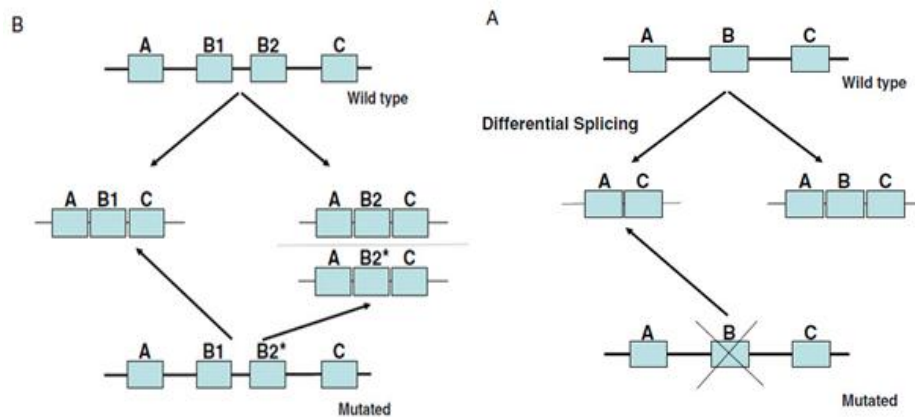 B
A B1 B2 C
Wild type
A B1 C
A B2 C
A B2* C
A B1 B2* C
Mutated
A
A B C
Wild type
Differential Splicing
A C
A B C
A B C
Mutated